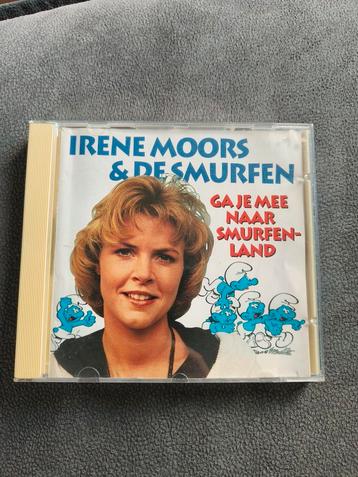 IRENE MOORS
& DE SMURFEN
GA JE MEE
NAAR
SMURFEN-
LAND